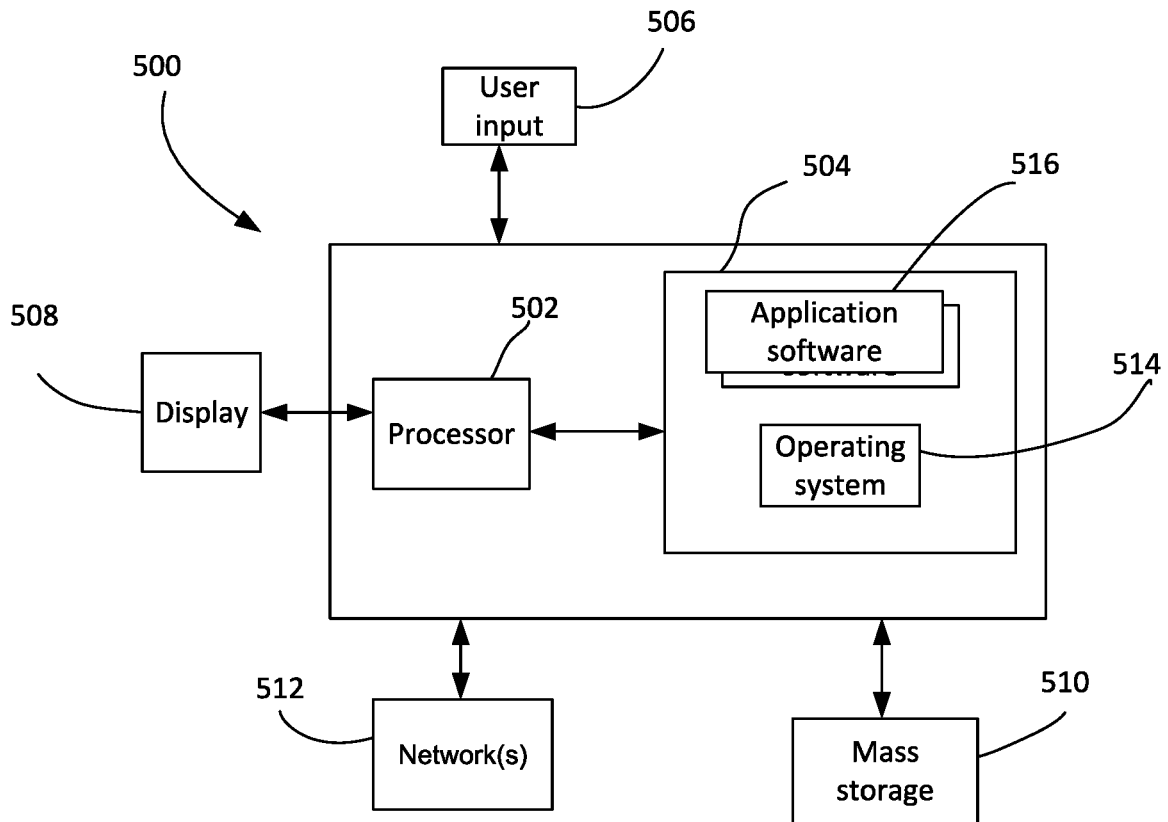 506
500
User
input
504
516
508
502
Application
software
software
514
Display
Processor
Operating
system
512
510
Network(s)
Mass
storage